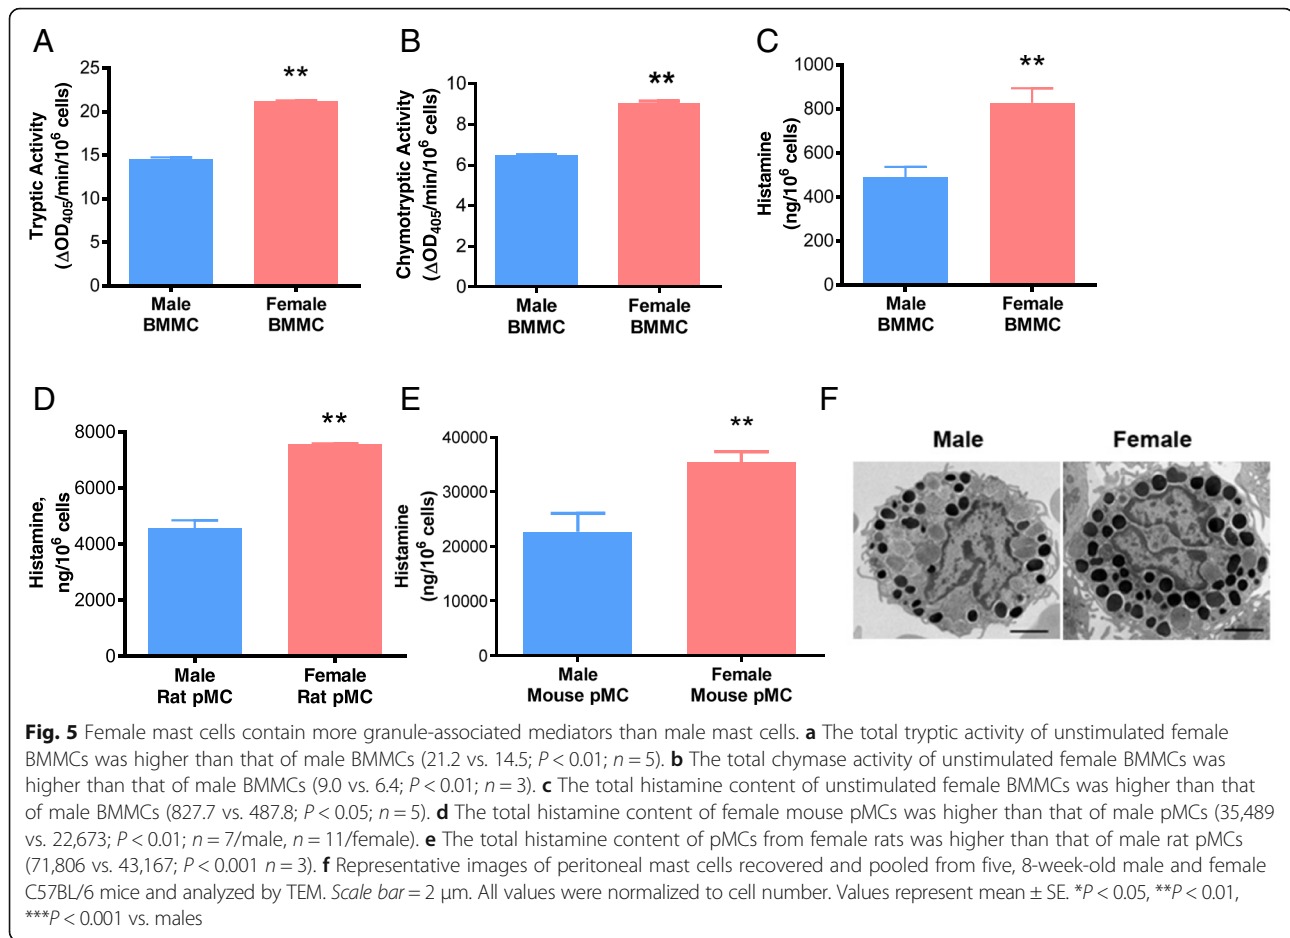 A
Tryptic Activity
(ΔOD405/min/10⁶ cells)
25
20
15
10
5
0
**
Male
BMMC
Female
BMMC
B
Chymotryptic Activity
(ΔOD405/min/10⁶ cells)
10
8
6
4
2
0
**
Male
BMMC
Female
BMMC
C
Histamine
(ng/10⁶ cells)
1000
800
600
400
200
0
**
Male
BMMC
Female
BMMC
D
Histamine,
ng/10⁶ cells
8000
6000
4000
2000
0
**
Male
Rat pMC
Female
Rat pMC
E
Histamine
(ng/10⁶ cells)
40000
30000
20000
10000
0
**
Male
Mouse pMC
Female
Mouse pMC
F
Male
Female
Fig. 5 Female mast cells contain more granule-associated mediators than male mast cells. a The total tryptic activity of unstimulated female
BMMCs was higher than that of male BMMCs (21.2 vs. 14.5; P < 0.01; n = 5). b The total chymase activity of unstimulated female BMMCs was
higher than that of male BMMCs (9.0 vs. 6.4; P < 0.01; n = 3). c The total histamine content of unstimulated female BMMCs was higher than that
of male BMMCs (827.7 vs. 487.8; P < 0.05; n = 5). d The total histamine content of female mouse pMCs was higher than that of male pMCs (35,489
vs. 22,673; P < 0.01; n = 7/male, n = 11/female). e The total histamine content of pMCs from female rats was higher than that of male rat pMCs
(71,806 vs. 43,167; P < 0.001 n = 3). f Representative images of peritoneal mast cells recovered and pooled from five, 8-week-old male and female
C57BL/6 mice and analyzed by TEM. Scale bar = 2 μm. All values were normalized to cell number. Values represent mean ± SE. *P < 0.05, **P < 0.01,
***P < 0.001 vs. males